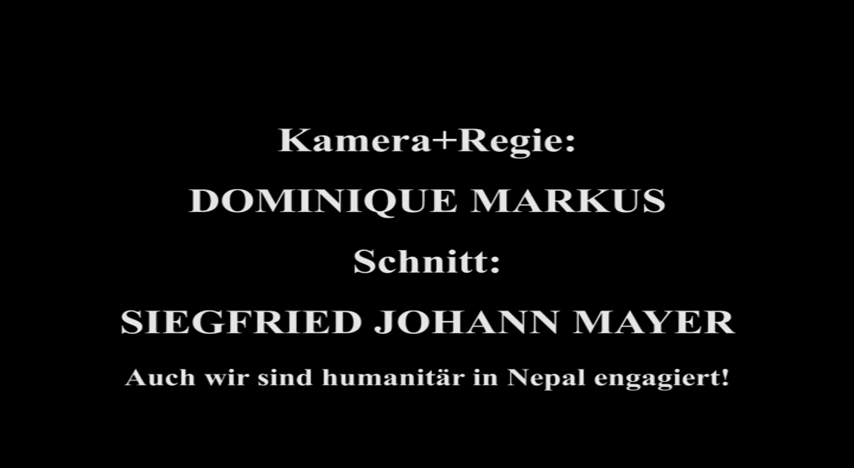 Kamera+Regie:
DOMINIQUE MARKUS
Schnitt:
SIEGFRIED JOHANN MAYER
Auch wir sind humanitär in Nepal engagiert!